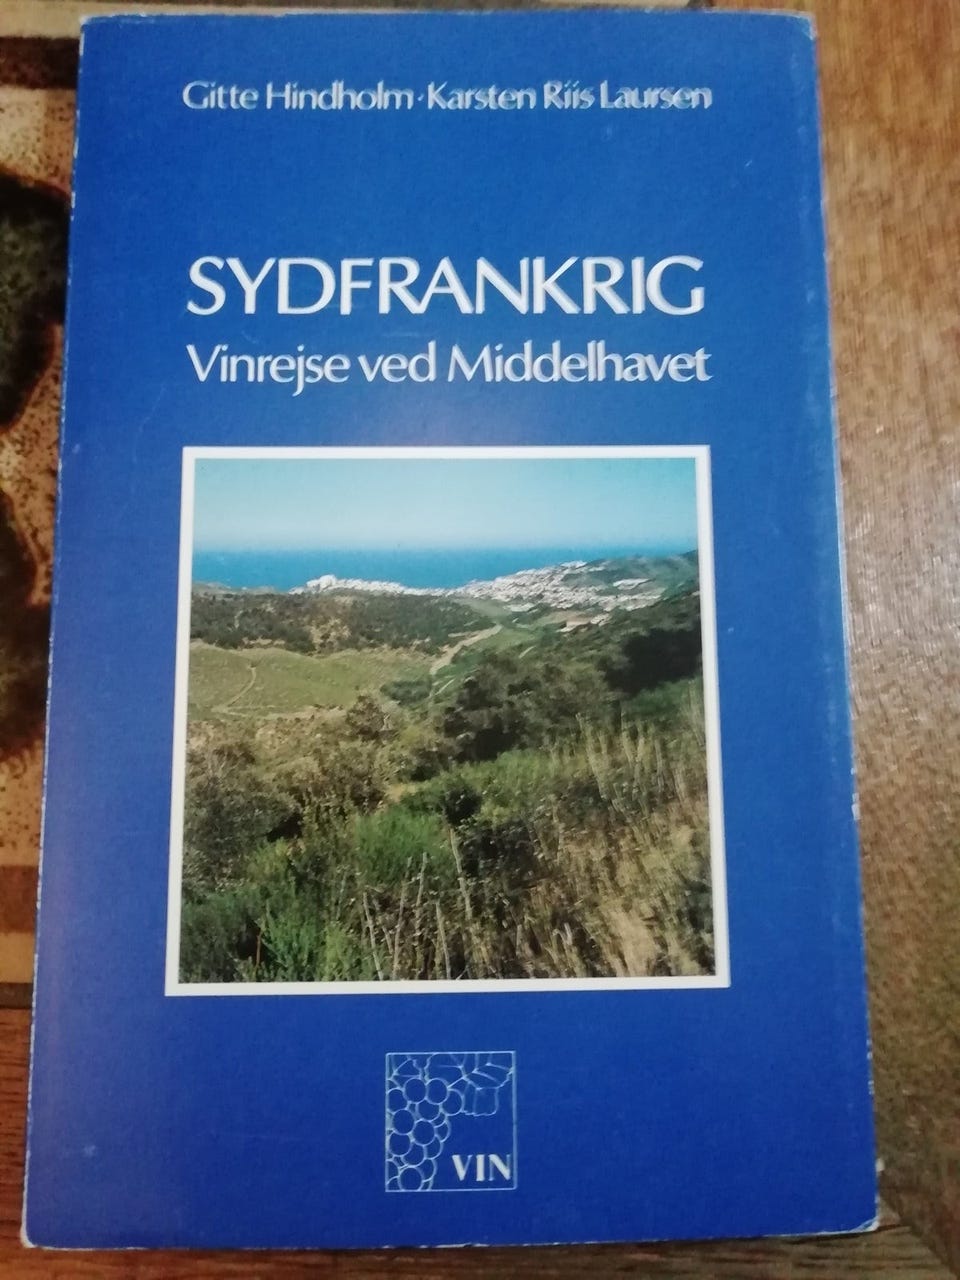 Gitte Hindholm · Karsten Riis Laursen
SYDFRANKRIG
Vinrejse ved Middelhavet
VIN